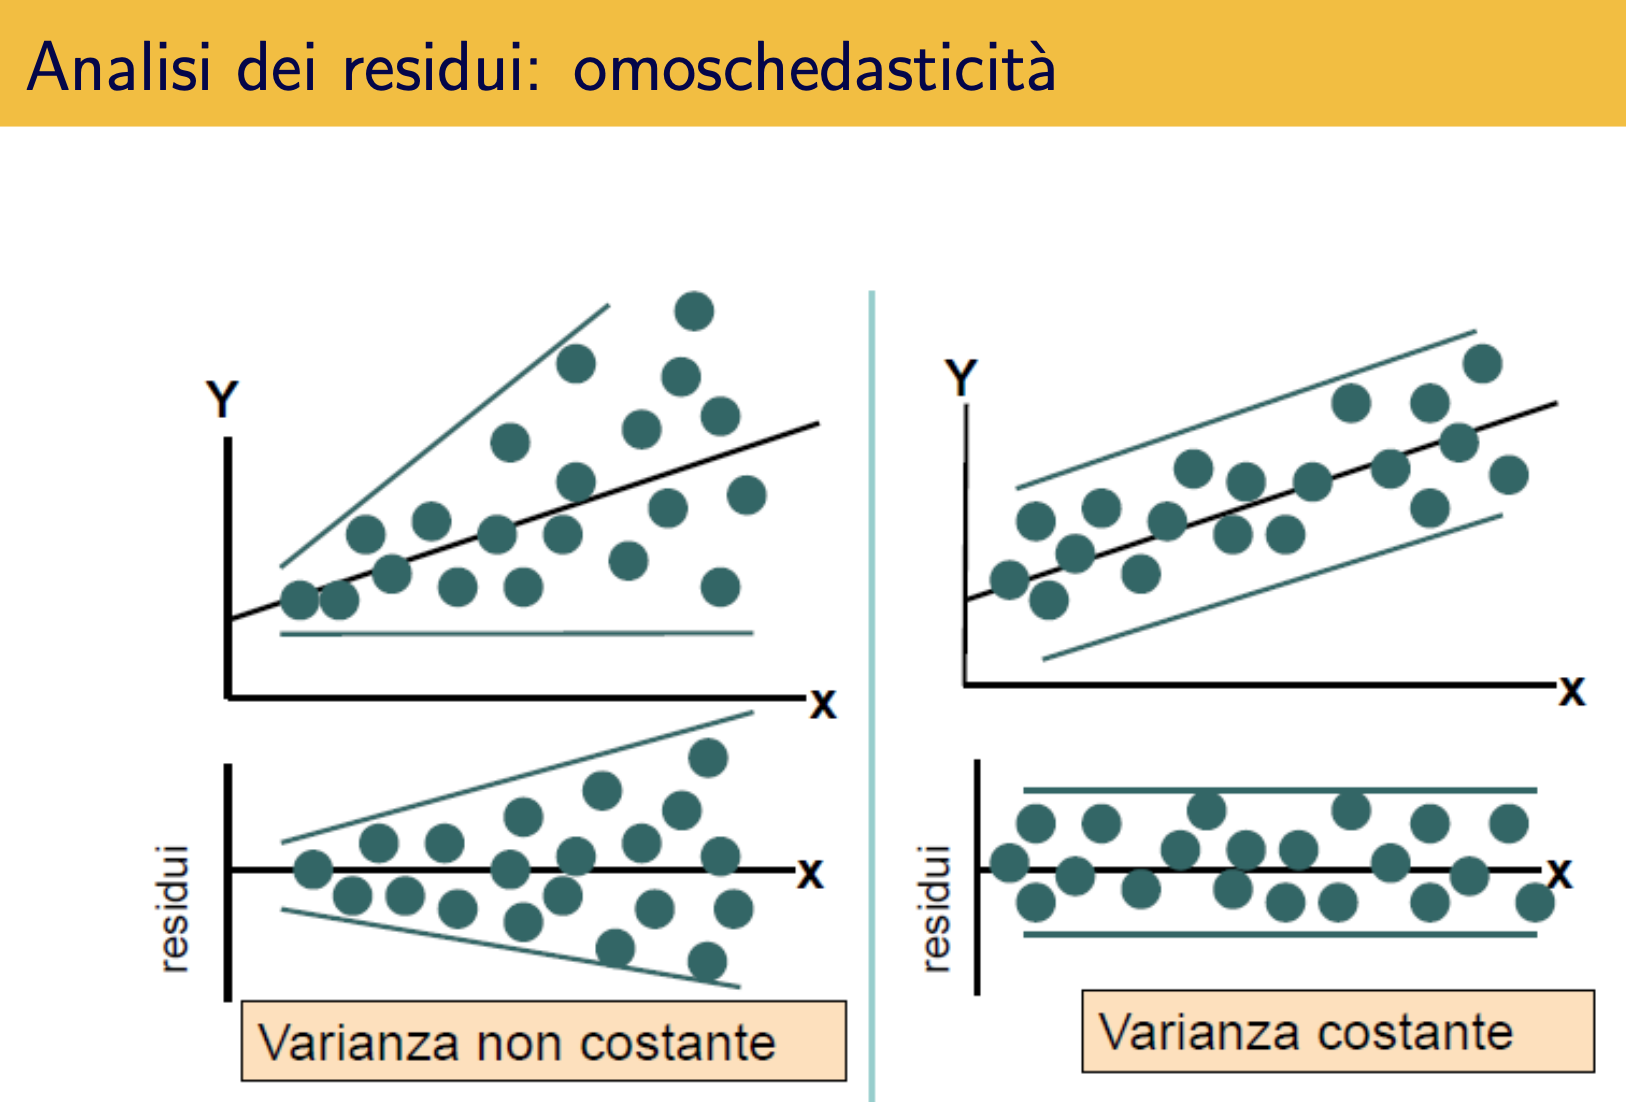 Analisi dei residui: omoschedasticità
Y
x
residui
x
Varianza non costante
Y
x
residui
x
Varianza costante